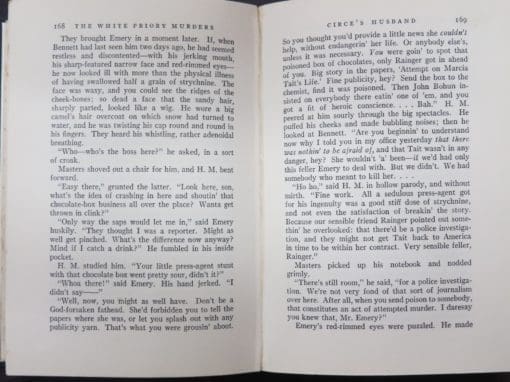 168 THE WHITE PRIORY MURDERS
They brought Emery in a moment later. If, when
Bennett had last seen him two days ago, he had seemed
restless and discontented—with his jerking mouth,
his sharp-featured narrow face and red-rimmed eyes—
he now looked ill with more than the physical illness
of having swallowed half a grain of strychnine. The
face was waxy, and you could see the ridges of the
cheek-bones; so dead a face that the sandy hair,
sharply parted, looked like a wig. He wore a big
camel's hair overcoat on which snow had turned to
water, and he was twisting his cap round and round in
his fingers. They heard his whistling, rather adenoidal
breathing.
"Who—who's the boss here?" he asked, in a sort
of cronk.
Masters shoved out a chair for him, and H. M. bent
forward.
"Easy there," grunted the latter. "Look here, son,
what's the idea of crashing in here and shoutin' that
chocolate-box business all over the place? Wanta get
thrown in clink?"
"Only way the saps would let me in," said Emery
huskily. "They thought I was a reporter. Might as
well get pinched. What's the difference now anyway?
Mind if I catch a drink?" He fumbled in his inside
pocket.
H. M. studied him. "Your little press-agent stunt
with that chocolate box went pretty sour, didn't it?"
"Whoa there!" said Emery. His hand jerked. "I
didn't say——"
"Well, now, you might as well have. Don't be a
God-forsaken fathead. She'd forbidden you to tell the
papers where she was, or let you splash out with any
publicity yarn. That's what you were grousin' about.
CIRCE'S HUSBAND 169
So you thought you'd provide a little news she couldn't
help, without endangerin' her life. Or anybody else's,
unless it was necessary. You were goin' to spot that
poisoned box of chocolates, only Rainger got in ahead
of you. Big story in the papers, 'Attempt on Marcia
Tait's Life.' Fine publicity, hey? Send the box to the
chemist, find it was poisoned. Then John Bohun in-
sisted on everybody there eatin' one of 'em, and you
got a fit of heroic conscience. . . . Bah." H. M.
peered at him sourly through the big spectacles. He
puffed his cheeks and made bubbling noises; then he
looked at Bennett. "Are you beginnin' to understand
now why I told you in my office yesterday that there
was nothin' to be afraid of, and that Tait wasn't in any
danger, hey? She wouldn't 'a' been—if we'd had only
this feller Emery to deal with. But we didn't. We had
somebody who meant to kill her. . . .
"Ho ho," said H. M. in hollow parody, and without
mirth. "Fine work. All a sedulous press-agent got
for his ingenuity was a good stiff dose of strychnine,
and not even the satisfaction of breakin' the story.
Because our sensible friend Rainger pointed out some-
thin' he overlooked: that there'd be a police investiga-
tion, and they might not get Tait back to America
in time to be within her contract. Very sensible feller,
Rainger."
Masters picked up his notebook and nodded
grimly.
"There's still room," he said, "for a police investiga-
tion. We're not very fond of that sort of journalism
over here. After all, when you send poison to somebody,
that constitutes an act of attempted murder. I daresay
you knew that, Mr. Emery?"
Emery's red-rimmed eyes were puzzled. He made